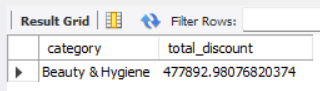 Result Grid Filter Rows:
category total_discount
Beauty & Hygiene 477892.98076820374